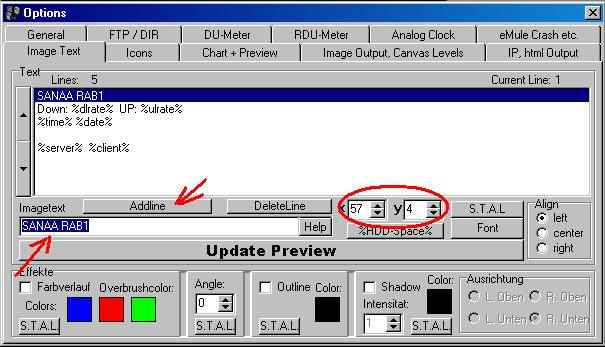 Options
General FTP / DIR DU-Meter RDU-Meter Analog Clock eMule Crash etc.
Image Text Icons Chart + Preview Image Output, Canvas Levels IP, html Output
Text
Lines: 5 Current Line: 1
SANAA RAB1
Down: %dlrate% UP: %ulrate%
%time% %date%
%server% %client%
Imagetext Addline DeleteLine x 57 y 4 S.T.A.L Align
SANAA RAB1 Help %HDD-Space% Font left
center
right
Update Preview
Effekte
Farbverlauf Overbrushcolor: Angle: Outline Color: Shadow Color: Ausrichtung
Colors: 0 Intensitat: L. Oben R. Oben
S.T.A.L S.T.A.L S.T.A.L 1 S.T.A.L L. Unten R. Unten